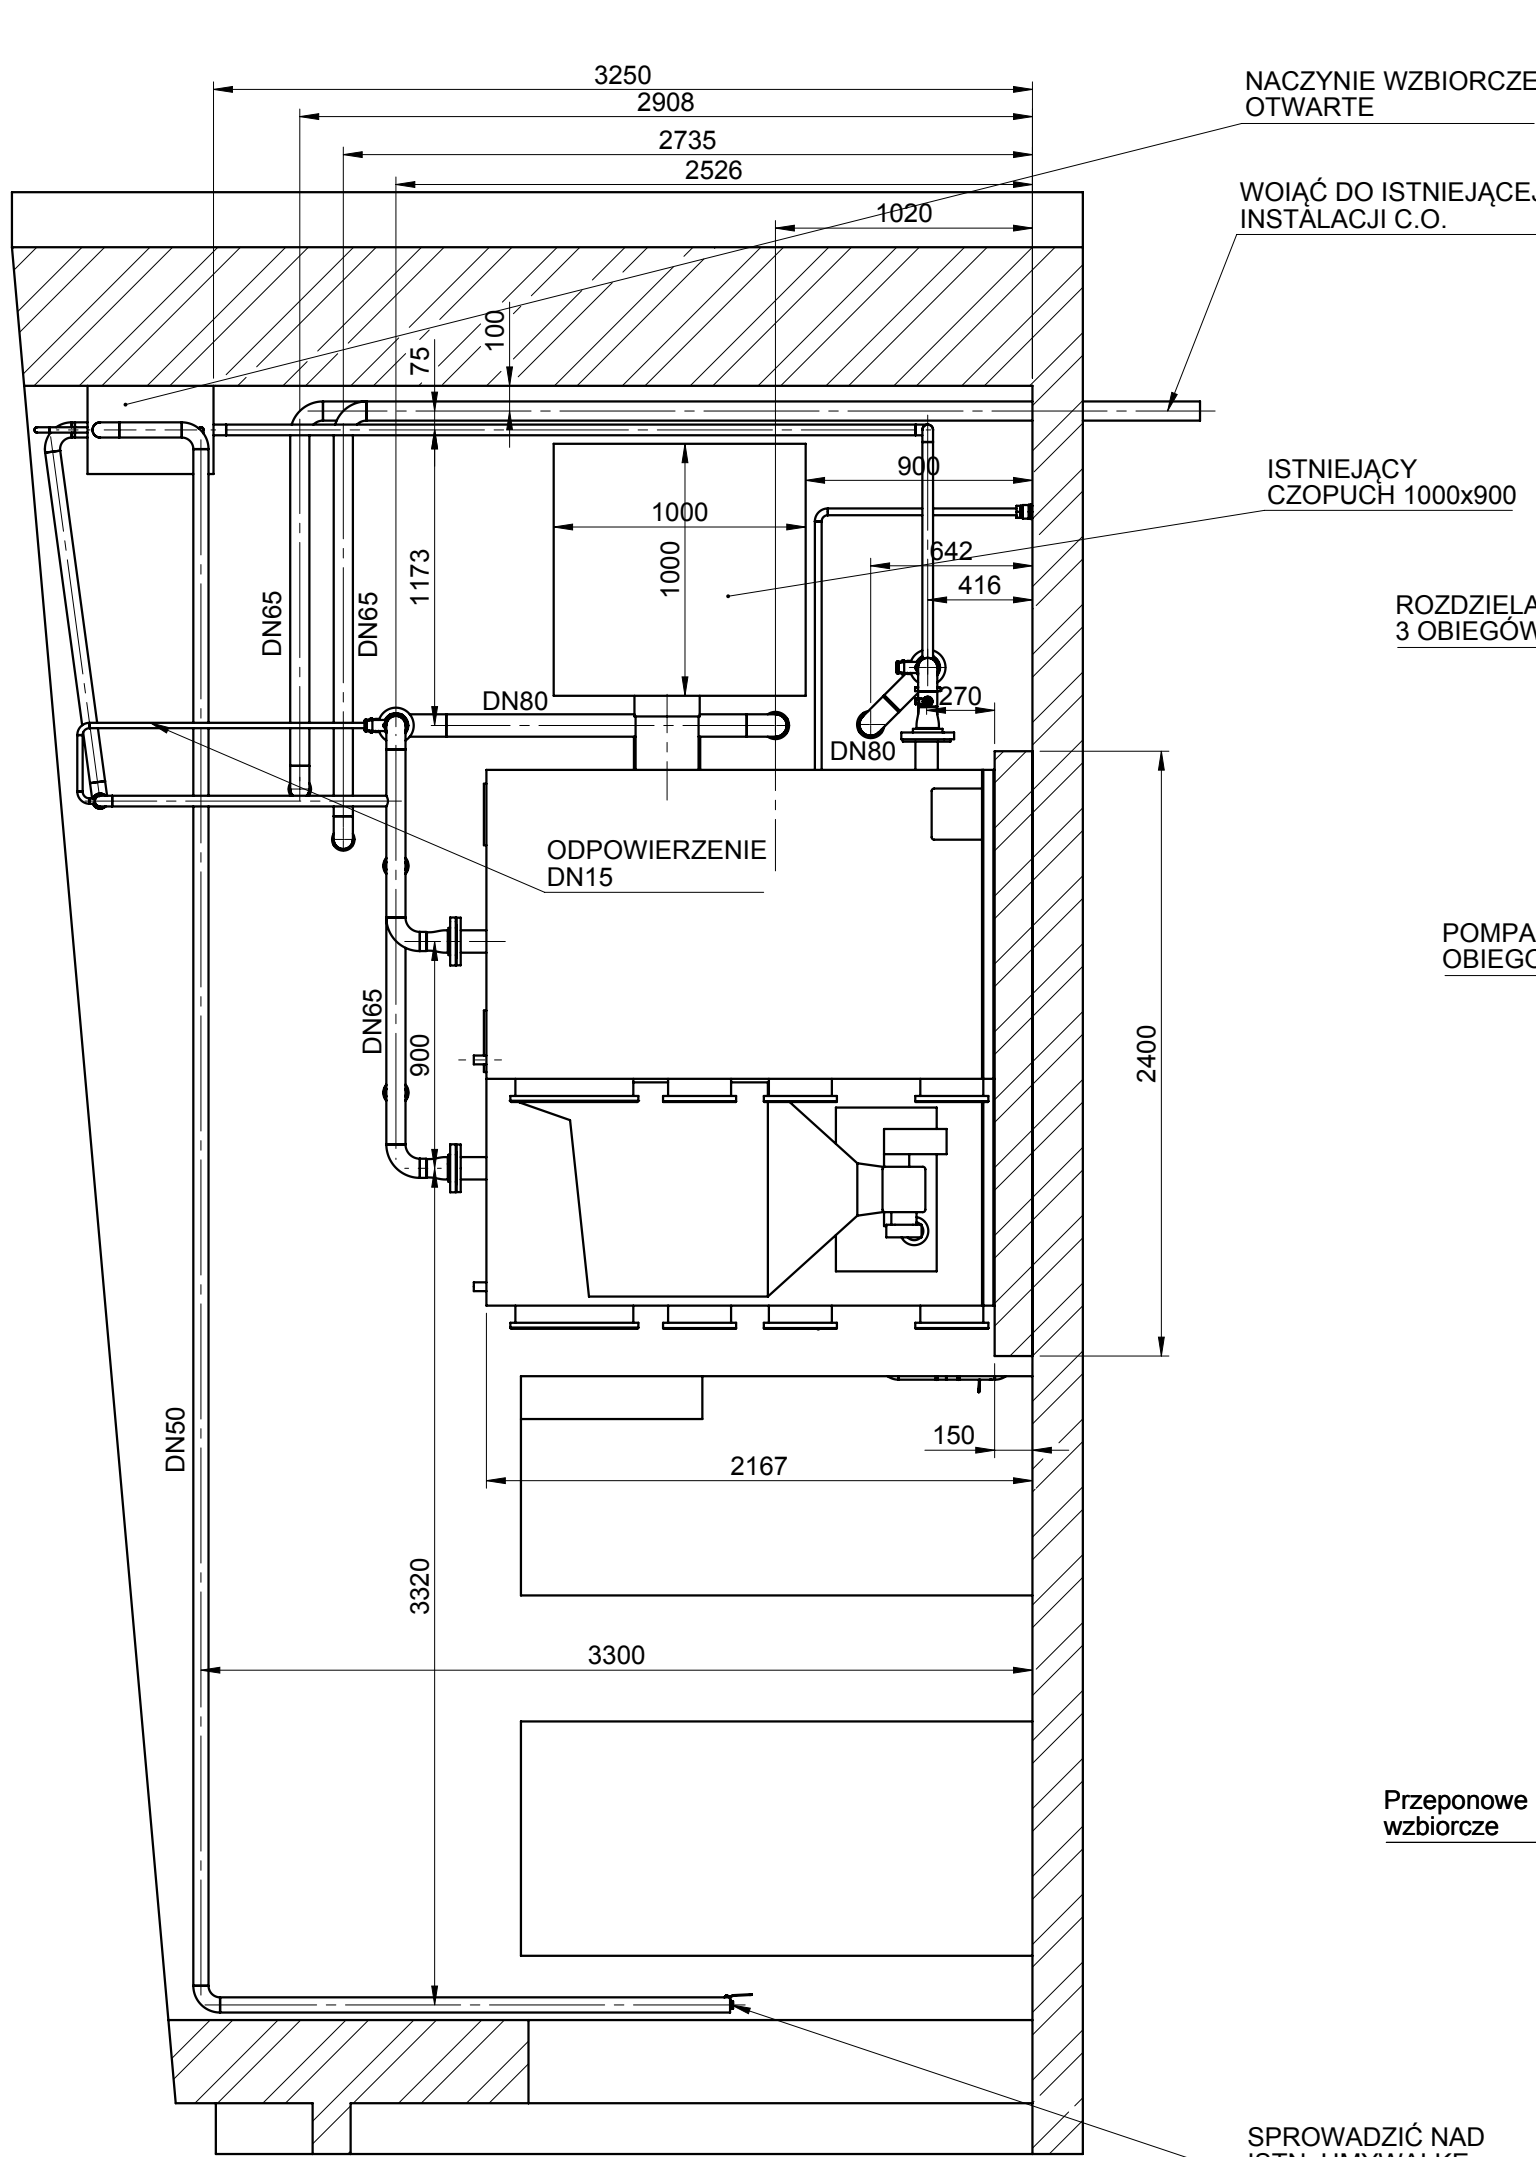 3250
2908
2735
2526
1020
NACZYNIE WZBIORCZE
OTWARTE
WOIĄĆ DO ISTNIEJĄCEJ
INSTALACJI C.O.
100
75
900
ISTNIEJĄCY
CZOPUCH 1000x900
1000
1000
1173
642
416
DN65
DN65
ROZDZIELA
3 OBIEGÓW
270
DN80
DN80
ODPOWIERZENIE
DN15
POMPA
OBIEGO
DN65
900
2400
DN50
150
2167
3320
3300
Przeponowe
wzbiorcze
SPROWADZIĆ NAD